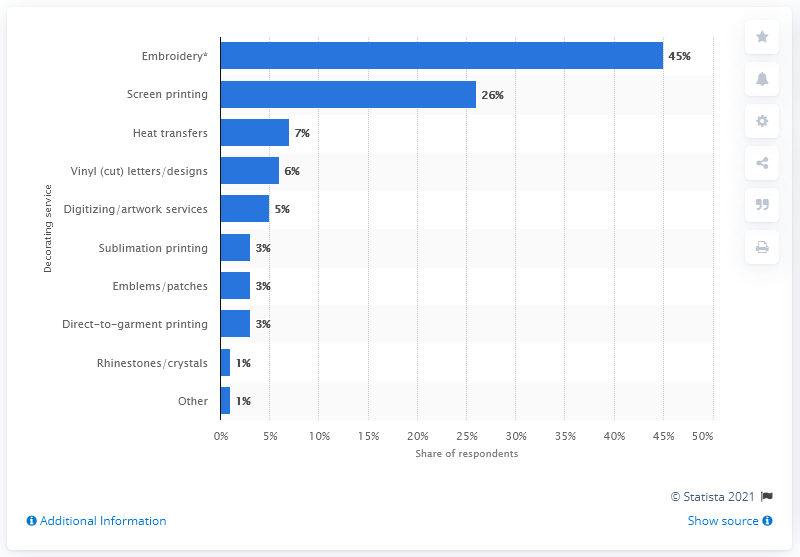 Decorating service
Embroidery* 45%
Screen printing 26%
Heat transfers 7%
Vinyl (cut) letters/designs 6%
Digitizing/artwork services 5%
Sublimation printing 3%
Emblems/patches 3%
Direct-to-garment printing 3%
Rhinestones/crystals 1%
Other 1%
0% 5% 10% 15% 20% 25% 30% 35% 40% 45% 50%
Share of respondents
© Statista 2021
Additional Information
Show source